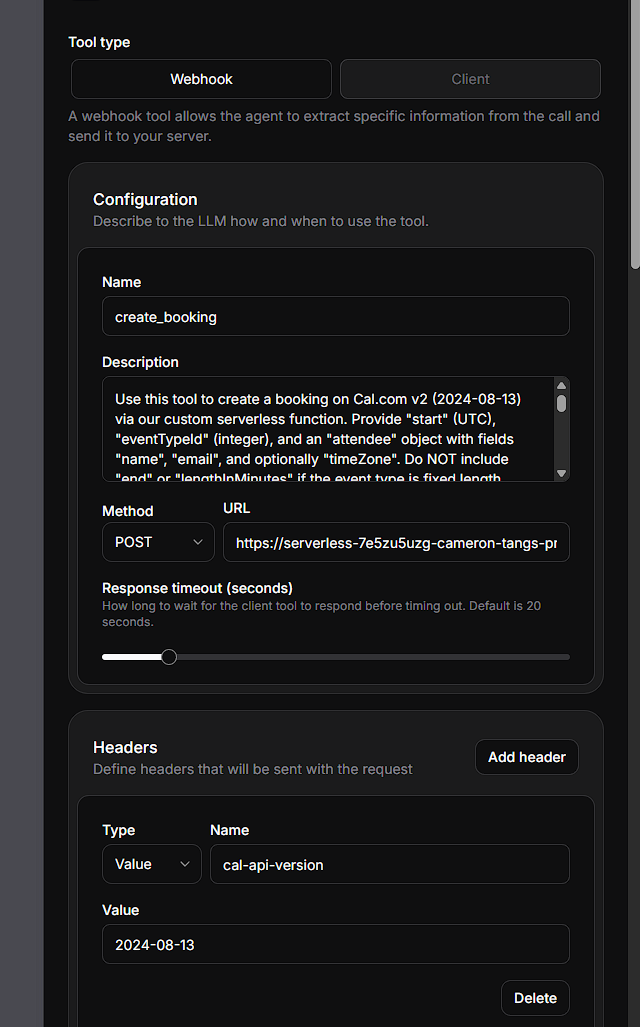 Tool type
Webhook
Client
A webhook tool allows the agent to extract specific information from the call and
send it to your server.
Configuration
Describe to the LLM how and when to use the tool.
Name
create_booking
Description
Use this tool to create a booking on Cal.com v2 (2024-08-13)
via our custom serverless function. Provide "start" (UTC),
"eventTypeId" (integer), and an "attendee" object with fields
"name", "email", and optionally "timeZone". Do NOT include
"end" or "lengthInMinutes" if the event type is fixed length
Method
URL
POST
https://serverless-7e5zu5uzg-cameron-tangs-pr
Response timeout (seconds)
How long to wait for the client tool to respond before timing out. Default is 20
seconds.
Headers
Define headers that will be sent with the request
Add header
Type
Name
Value
cal-api-version
Value
2024-08-13
Delete